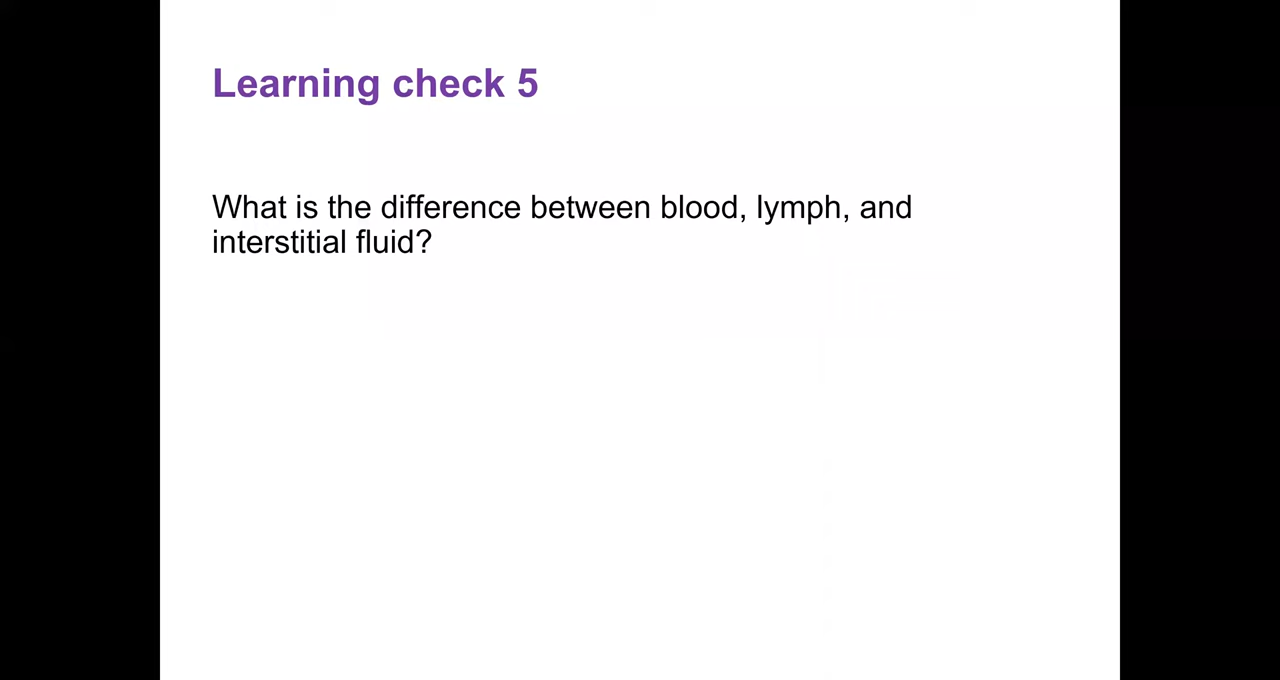 Learning check 5
What is the difference between blood, lymph, and
interstitial fluid?